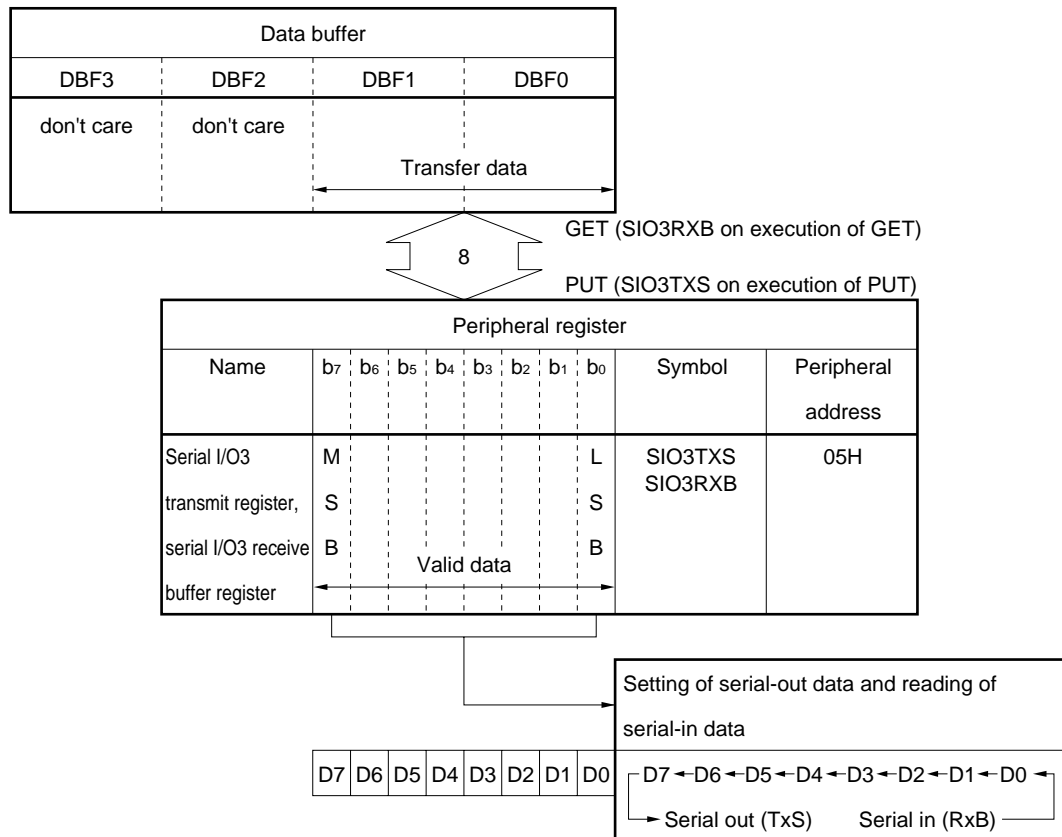 Data buffer
DBF3 DBF2 DBF1 DBF0
don't care don't care
Transfer data
GET (SIO3RXB on execution of GET)
8
PUT (SIO3TXS on execution of PUT)
Peripheral register
Name b7 b6 b5 b4 b3 b2 b1 b0 Symbol Peripheral
address
Serial I/O3 M L SIO3TXS 05H
SIO3RXB
transmit register, S S
serial I/O3 receive B B
Valid data
buffer register
Setting of serial-out data and reading of
serial-in data
D7 D6 D5 D4 D3 D2 D1 D0 D7 D6 D5 D4 D3 D2 D1 D0
Serial out (TxS) Serial in (RxB)